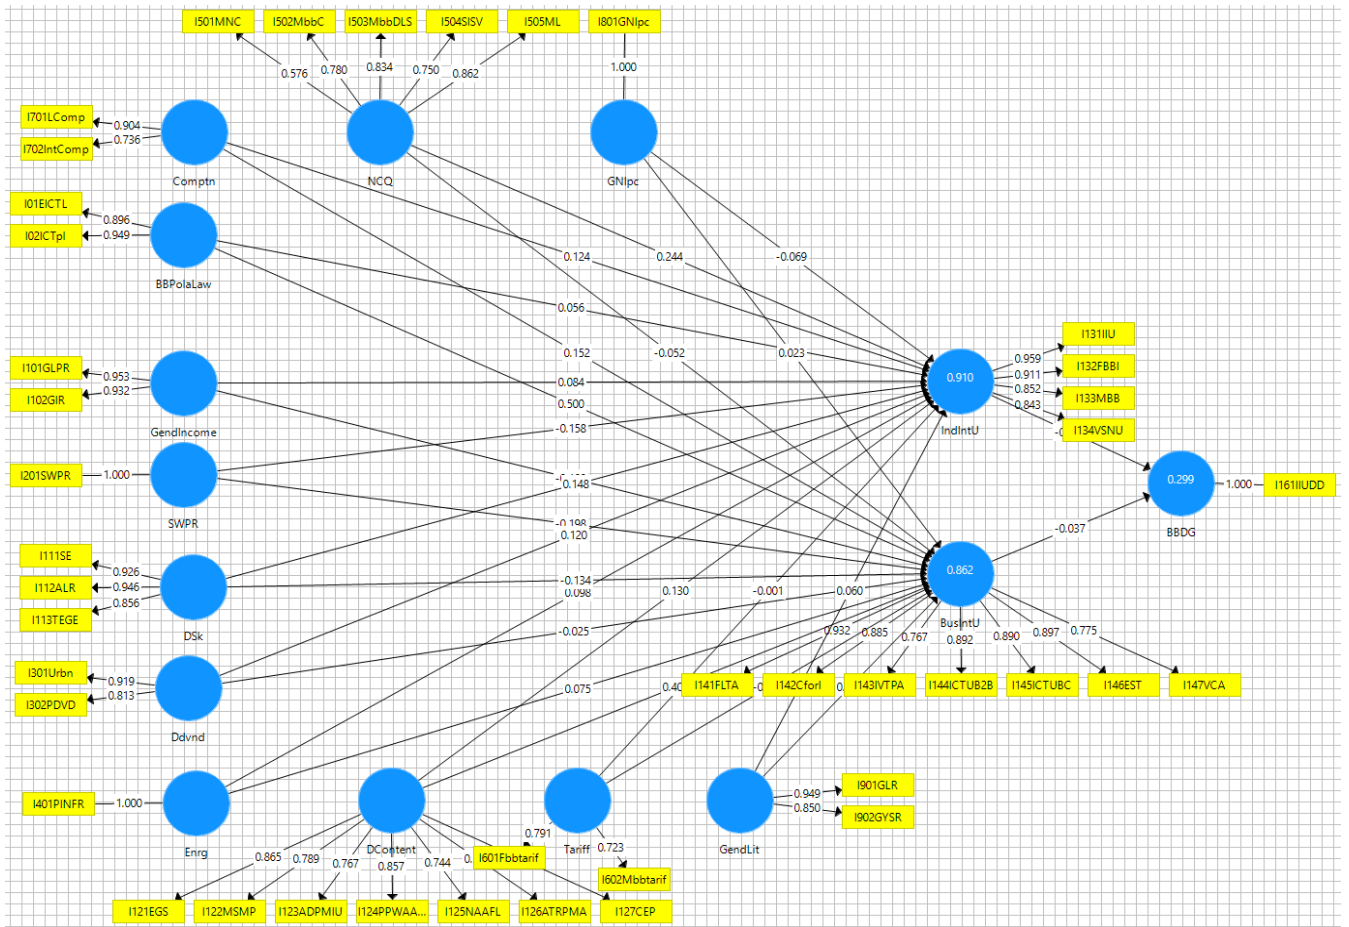 I501MNC I502MbbC I503MbbDLS I504SISV I505ML I801GNIpc
0.576 0.780 0.834 0.750 0.862 1.000
I701LComp 0.904
I702IntComp 0.736
Comptn NCQ GNIpc
I01EICTL 0.896
I02ICTpl 0.949
BBPolaLaw
0.124 0.244 -0.069
0.056
0.152 -0.052 0.023
I131IIU 0.959
I132FBBI 0.911
I133MBB 0.852
I134VSNU 0.843
0.910
IndIntU
I101GLPR 0.953
I102GIR 0.932
GendIncome
0.084
0.500
-0.158
I201SWPR 1.000
SWPR
0.148
0.299 1.000 I161IIUDD
BBDG
-0.198
0.120
-0.037
I111SE 0.926
I112ALR 0.946
I113TEGE 0.856
DSk
-0.134
0.098 0.130 -0.001 0.060
0.862
BusIntU
-0.025
0.932 0.885 0.767 0.892 0.890 0.897 0.775
I141FLTA I142CforI I143IVTPA I144ICTUB2B I145ICTUBC I146EST I147VCA
I301Urbn 0.919
I302PDVD 0.813
Ddvnd
0.075
I401PINFR 1.000
Enrg DContent Tariff GendLit
0.949 I901GLR
0.850 I902GYSR
0.791 0.723
I601Fbbtarif
I602Mbbtarif
0.865 0.789 0.767 0.857 0.744
I121EGS I122MSMP I123ADPMIU I124PPWAA... I125NAAFL I126ATRPMA I127CEP